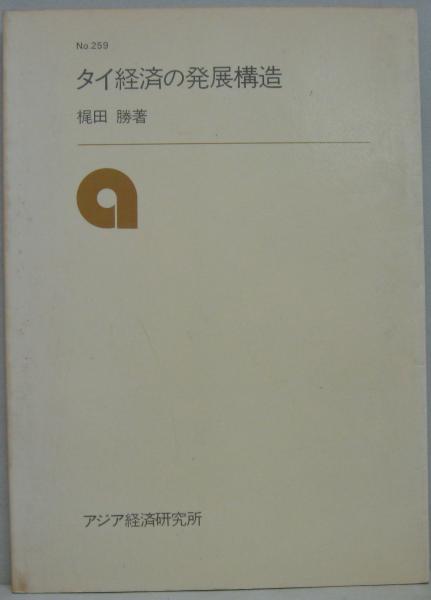 No.259
タイ経済の発展構造
梶田 勝著
アジア経済研究所